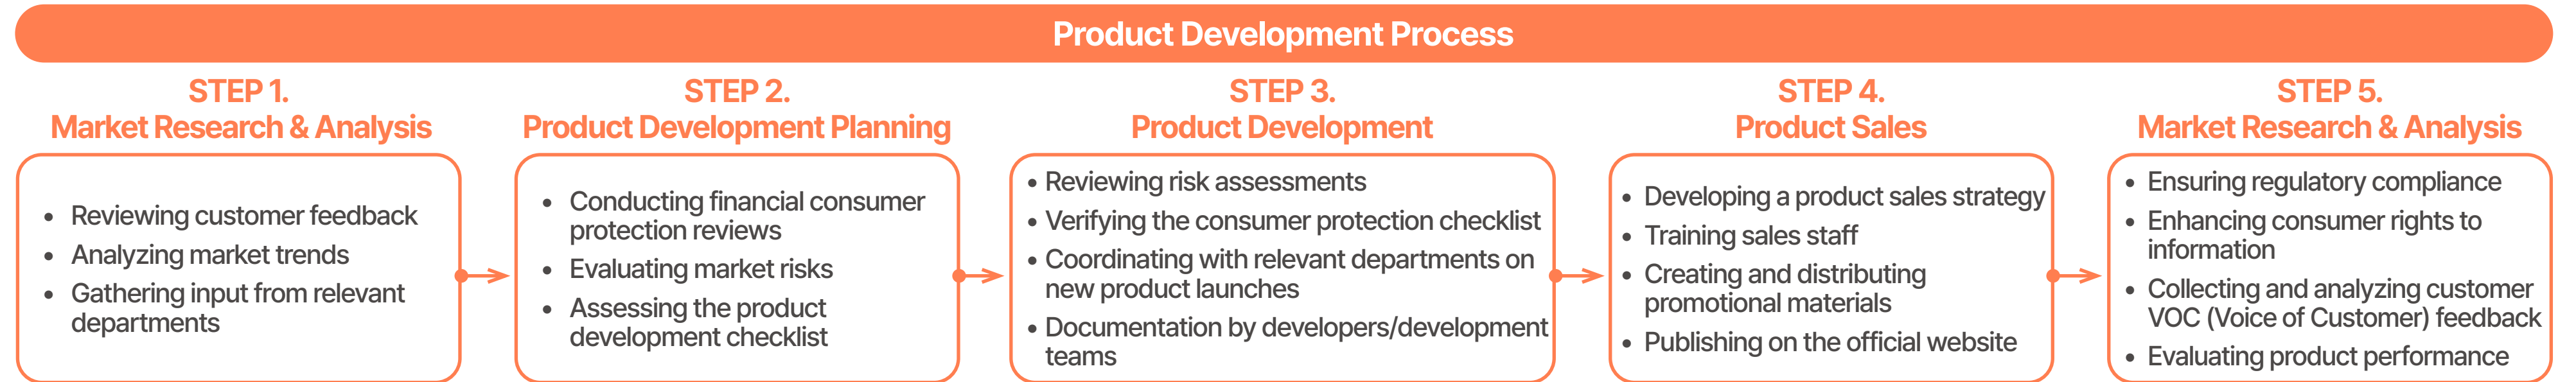 Product Development Process
STEP 1.
Market Research & Analysis
• Reviewing customer feedback
• Analyzing market trends
• Gathering input from relevant
departments
STEP 2.
Product Development Planning
• Conducting financial consumer
protection reviews
• Evaluating market risks
• Assessing the product
development checklist
STEP 3.
Product Development
• Reviewing risk assessments
• Verifying the consumer protection checklist
• Coordinating with relevant departments on
new product launches
• Documentation by developers/development
teams
STEP 4.
Product Sales
• Developing a product sales strategy
• Training sales staff
• Creating and distributing
promotional materials
• Publishing on the official website
STEP 5.
Market Research & Analysis
• Ensuring regulatory compliance
• Enhancing consumer rights to
information
• Collecting and analyzing customer
VOC (Voice of Customer) feedback
• Evaluating product performance